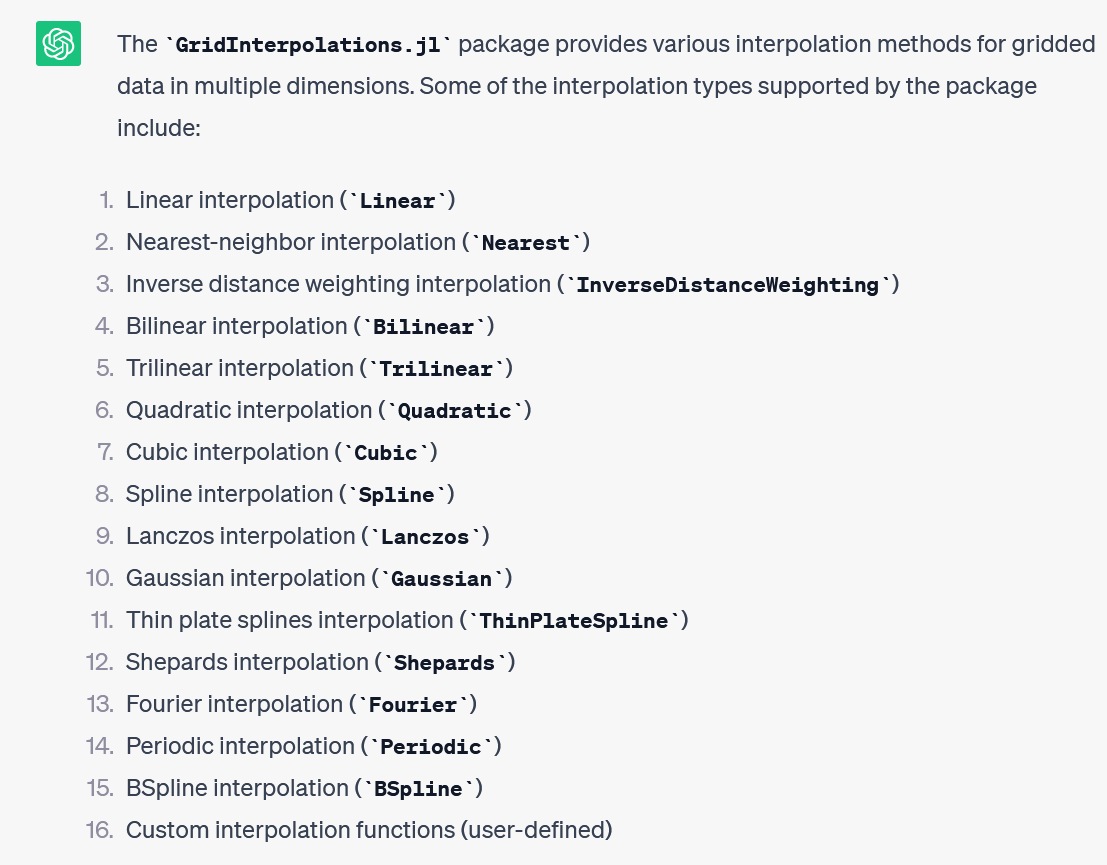 The `GridInterpolations.jl` package provides various interpolation methods for gridded
data in multiple dimensions. Some of the interpolation types supported by the package
include:
1. Linear interpolation (`Linear`)
2. Nearest-neighbor interpolation (`Nearest`)
3. Inverse distance weighting interpolation (`InverseDistanceWeighting`)
4. Bilinear interpolation (`Bilinear`)
5. Trilinear interpolation (`Trilinear`)
6. Quadratic interpolation (`Quadratic`)
7. Cubic interpolation (`Cubic`)
8. Spline interpolation (`Spline`)
9. Lanczos interpolation (`Lanczos`)
10. Gaussian interpolation (`Gaussian`)
11. Thin plate splines interpolation (`ThinPlateSpline`)
12. Shepards interpolation (`Shepards`)
13. Fourier interpolation (`Fourier`)
14. Periodic interpolation (`Periodic`)
15. BSpline interpolation (`BSpline`)
16. Custom interpolation functions (user-defined)